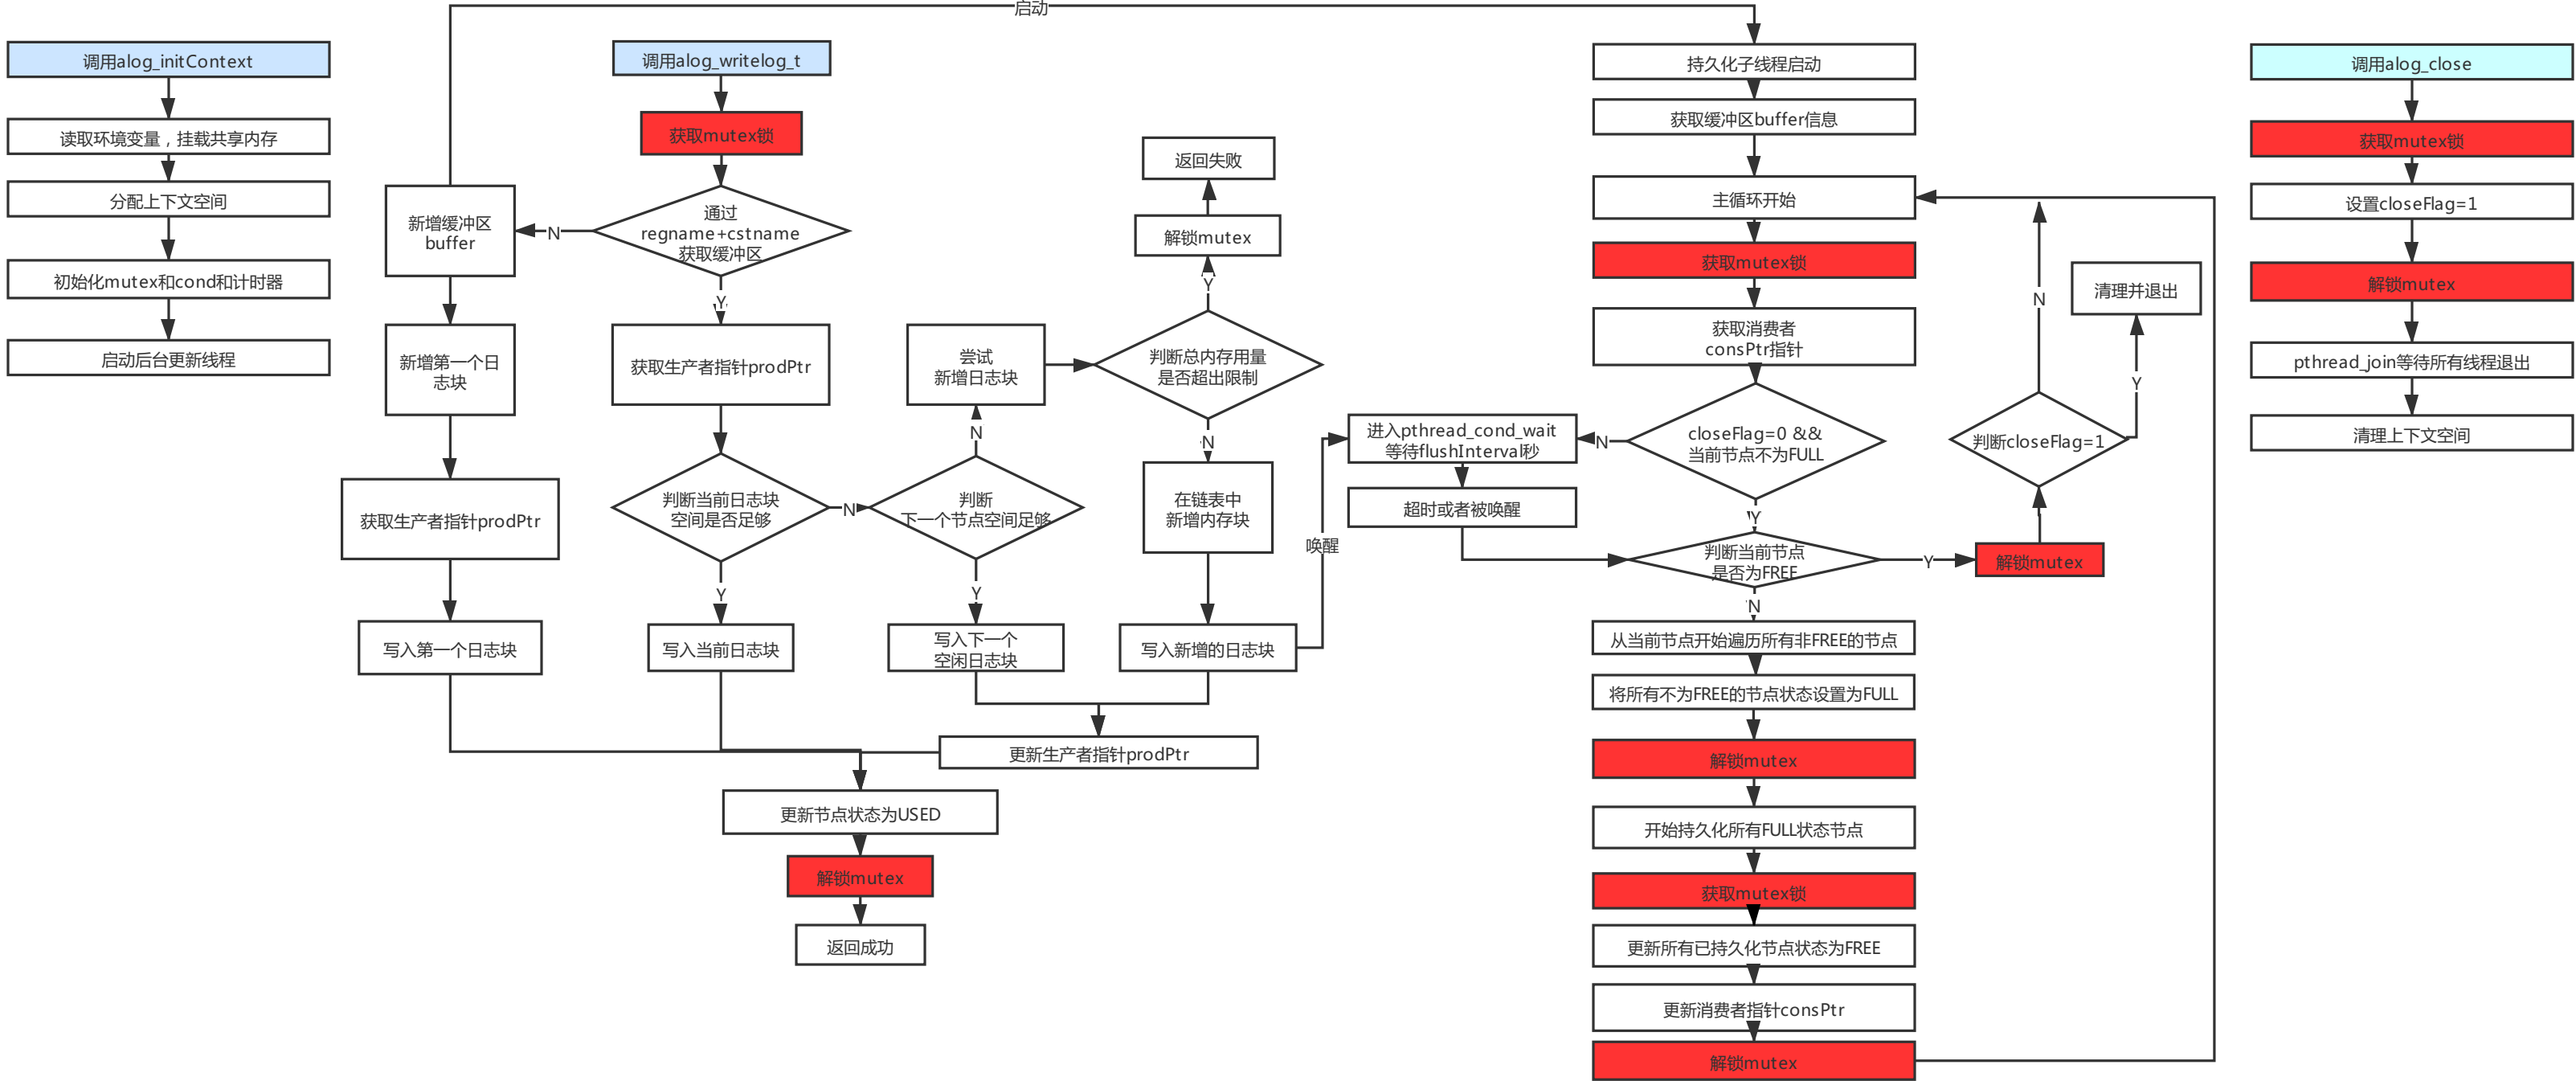 启动
调用alog_initContext
读取环境变量，挂载共享内存
分配上下文空间
初始化mutex和cond和计时器
启动后台更新线程
调用alog_writelog_t
获取mutex锁
通过
regname+cstname
获取缓冲区
N
Y
新增缓冲区
buffer
新增第一个日
志块
获取生产者指针prodPtr
写入第一个日志块
获取生产者指针prodPtr
判断当前日志块
空间是否足够
N
Y
写入当前日志块
判断
下一个节点空间足够
N
Y
尝试
新增日志块
写入下一个
空闲日志块
判断总内存用量
是否超出限制
Y
N
解锁mutex
返回失败
在链表中
新增内存块
写入新增的日志块
唤醒
更新生产者指针prodPtr
更新节点状态为USED
解锁mutex
返回成功
持久化子线程启动
获取缓冲区buffer信息
主循环开始
获取mutex锁
获取消费者
consPtr指针
closeFlag=0 &&
当前节点不为FULL
N
Y
进入pthread_cond_wait
等待flushInterval秒
超时或者被唤醒
判断当前节点
是否为FREE
Y
N
解锁mutex
判断closeFlag=1
N
Y
清理并退出
从当前节点开始遍历所有非FREE的节点
将所有不为FREE的节点状态设置为FULL
解锁mutex
开始持久化所有FULL状态节点
获取mutex锁
更新所有已持久化节点状态为FREE
更新消费者指针consPtr
解锁mutex
调用alog_close
获取mutex锁
设置closeFlag=1
解锁mutex
pthread_join等待所有线程退出
清理上下文空间